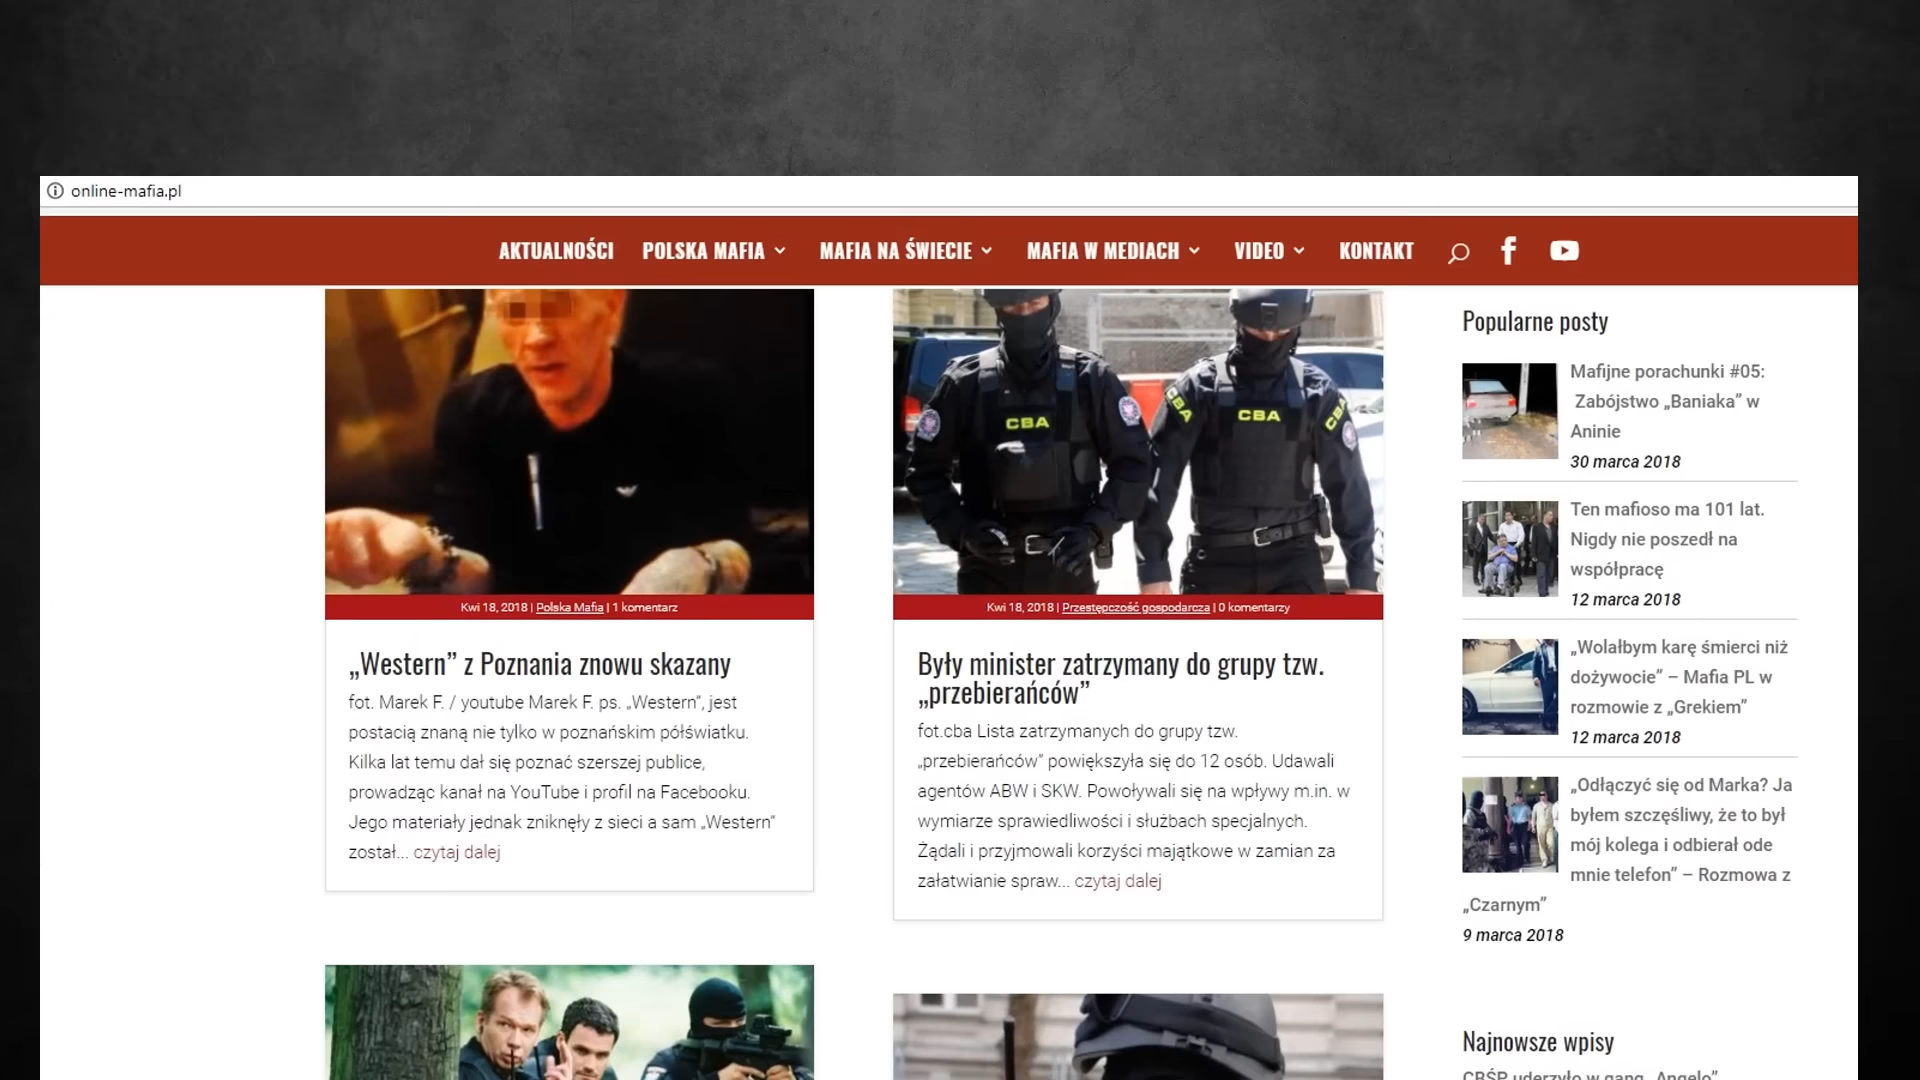 online-mafia.pl
AKTUALNOŚCI POLSKA MAFIA MAFIA NA ŚWIECIE MAFIA W MEDIACH VIDEO KONTAKT
CBA CBA CBA CBA
Kwi 18, 2018 | Polska Mafia | 1 komentarz
„Western” z Poznania znowu skazany
fot. Marek F. / youtube Marek F. ps. „Western”, jest
postacią znaną nie tylko w poznańskim półświatku.
Kilka lat temu dał się poznać szerszej publice,
prowadząc kanał na YouTube i profil na Facebooku.
Jego materiały jednak zniknęły z sieci a sam „Western”
został... czytaj dalej
Kwi 18, 2018 | Przestępczość gospodarcza | 0 komentarzy
Były minister zatrzymany do grupy tzw.
„przebierańców”
fot.cba Lista zatrzymanych do grupy tzw.
„przebierańców” powiększyła się do 12 osób. Udawali
agentów ABW i SKW. Powoływali się na wpływy m.in. w
wymiarze sprawiedliwości i służbach specjalnych.
Żądali i przyjmowali korzyści majątkowe w zamian za
załatwianie spraw... czytaj dalej
Popularne posty
Mafijne porachunki #05:
Zabójstwo „Baniaka” w
Aninie
30 marca 2018
Ten mafioso ma 101 lat.
Nigdy nie poszedł na
współpracę
12 marca 2018
„Wolałbym karę śmierci niż
dożywocie” – Mafia PL w
rozmowie z „Grekiem”
12 marca 2018
„Odłączyć się od Marka? Ja
byłem szczęśliwy, że to był
mój kolega i odbierał ode
mnie telefon” – Rozmowa z
„Czarnym”
9 marca 2018
Najnowsze wpisy
CBŚP uderzyło w gang „Angelo”